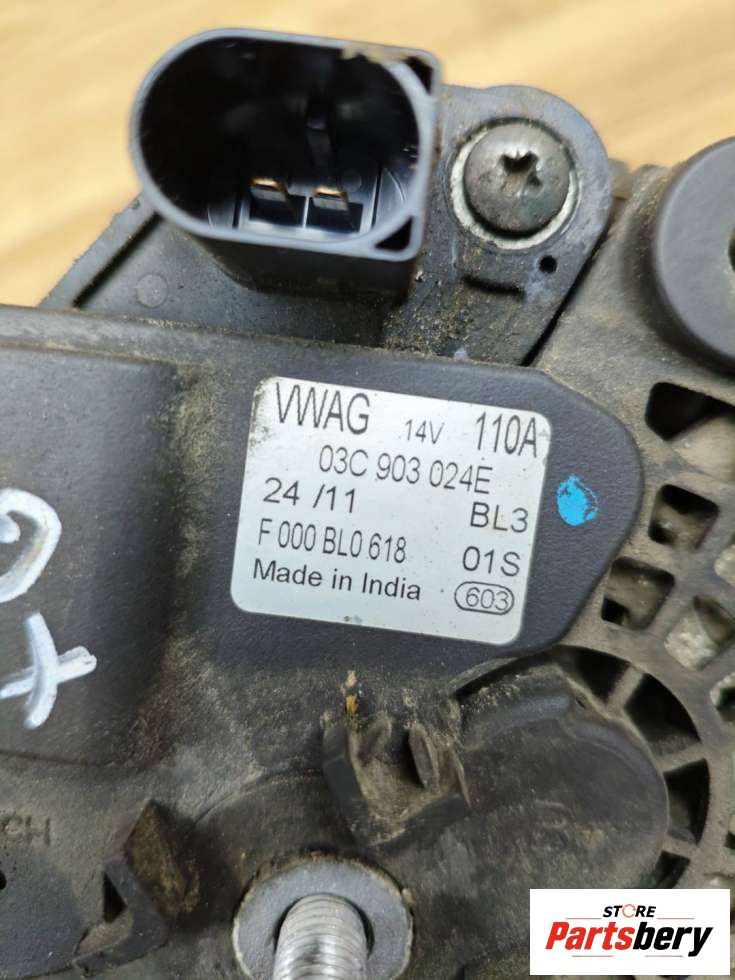 VWAG 14V 110A
03C 903 024E
24 /11 BL3
F 000 BL0 618 01S
Made in India 603
STORE
Partsbery